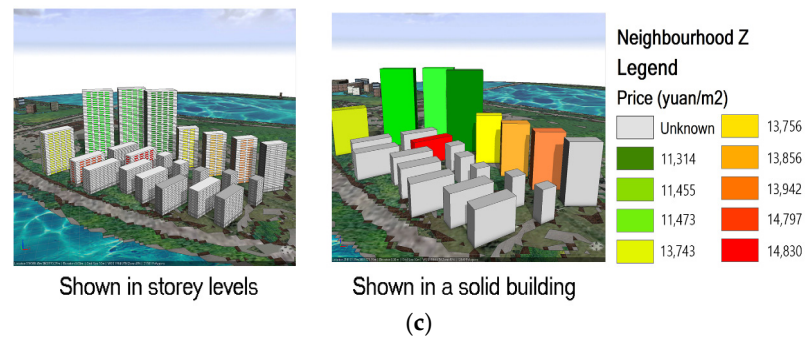 Neighbourhood Z
Legend
Price (yuan/m2)
Unknown 13,756
11,314 13,856
11,455 13,942
11,473 14,797
13,743 14,830
Shown in storey levels
Shown in a solid building
(c)